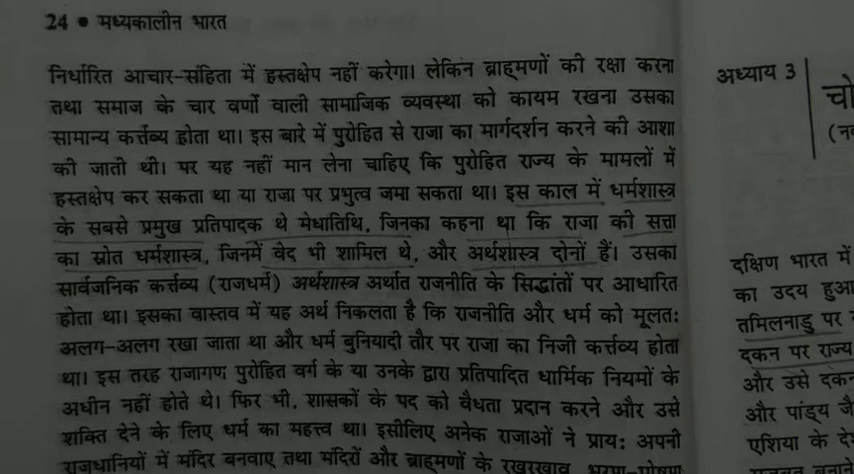 24 • मध्यकालीन भारत
निर्धारित आचार-संहिता में हस्तक्षेप नहीं करेगा। लेकिन ब्राह्मणों की रक्षा करना
तथा समाज के चार वर्णों वाली सामाजिक व्यवस्था को कायम रखना उसका
सामान्य कर्त्तव्य होता था। इस बारे में पुरोहित से राजा का मार्गदर्शन करने की आशा
की जाती थी। पर यह नहीं मान लेना चाहिए कि पुरोहित राज्य के मामलों में
हस्तक्षेप कर सकता था या राजा पर प्रभुत्व जमा सकता था। इस काल में धर्मशास्त्र
के सबसे प्रमुख प्रतिपादक थे मेधातिथि, जिनका कहना था कि राजा की सत्ता
का स्रोत धर्मशास्त्र, जिनमें वेद भी शामिल थे, और अर्थशास्त्र दोनों हैं। उसका
सार्वजनिक कर्त्तव्य (राजधर्म) अर्थशास्त्र अर्थात राजनीति के सिद्धांतों पर आधारित
होता था। इसका वास्तव में यह अर्थ निकलता है कि राजनीति और धर्म को मूलतः
अलग-अलग रखा जाता था और धर्म बुनियादी तौर पर राजा का निजी कर्त्तव्य होता
था। इस तरह राजागण पुरोहित वर्ग के या उनके द्वारा प्रतिपादित धार्मिक नियमों के
अधीन नहीं होते थे। फिर भी, शासकों के पद को वैधता प्रदान करने और उसे
शक्ति देने के लिए धर्म का महत्त्व था। इसीलिए अनेक राजाओं ने प्रायः अपनी
राजधानियों में मंदिर बनवाए तथा मंदिरों और ब्राह्मणों के रखरखाव
अध्याय 3
चो
दक्षिण भारत में
का उदय हुआ
तमिलनाडु पर
दकन पर राज्य
और उसे दकन
और पांड्य जै
एशिया के दे